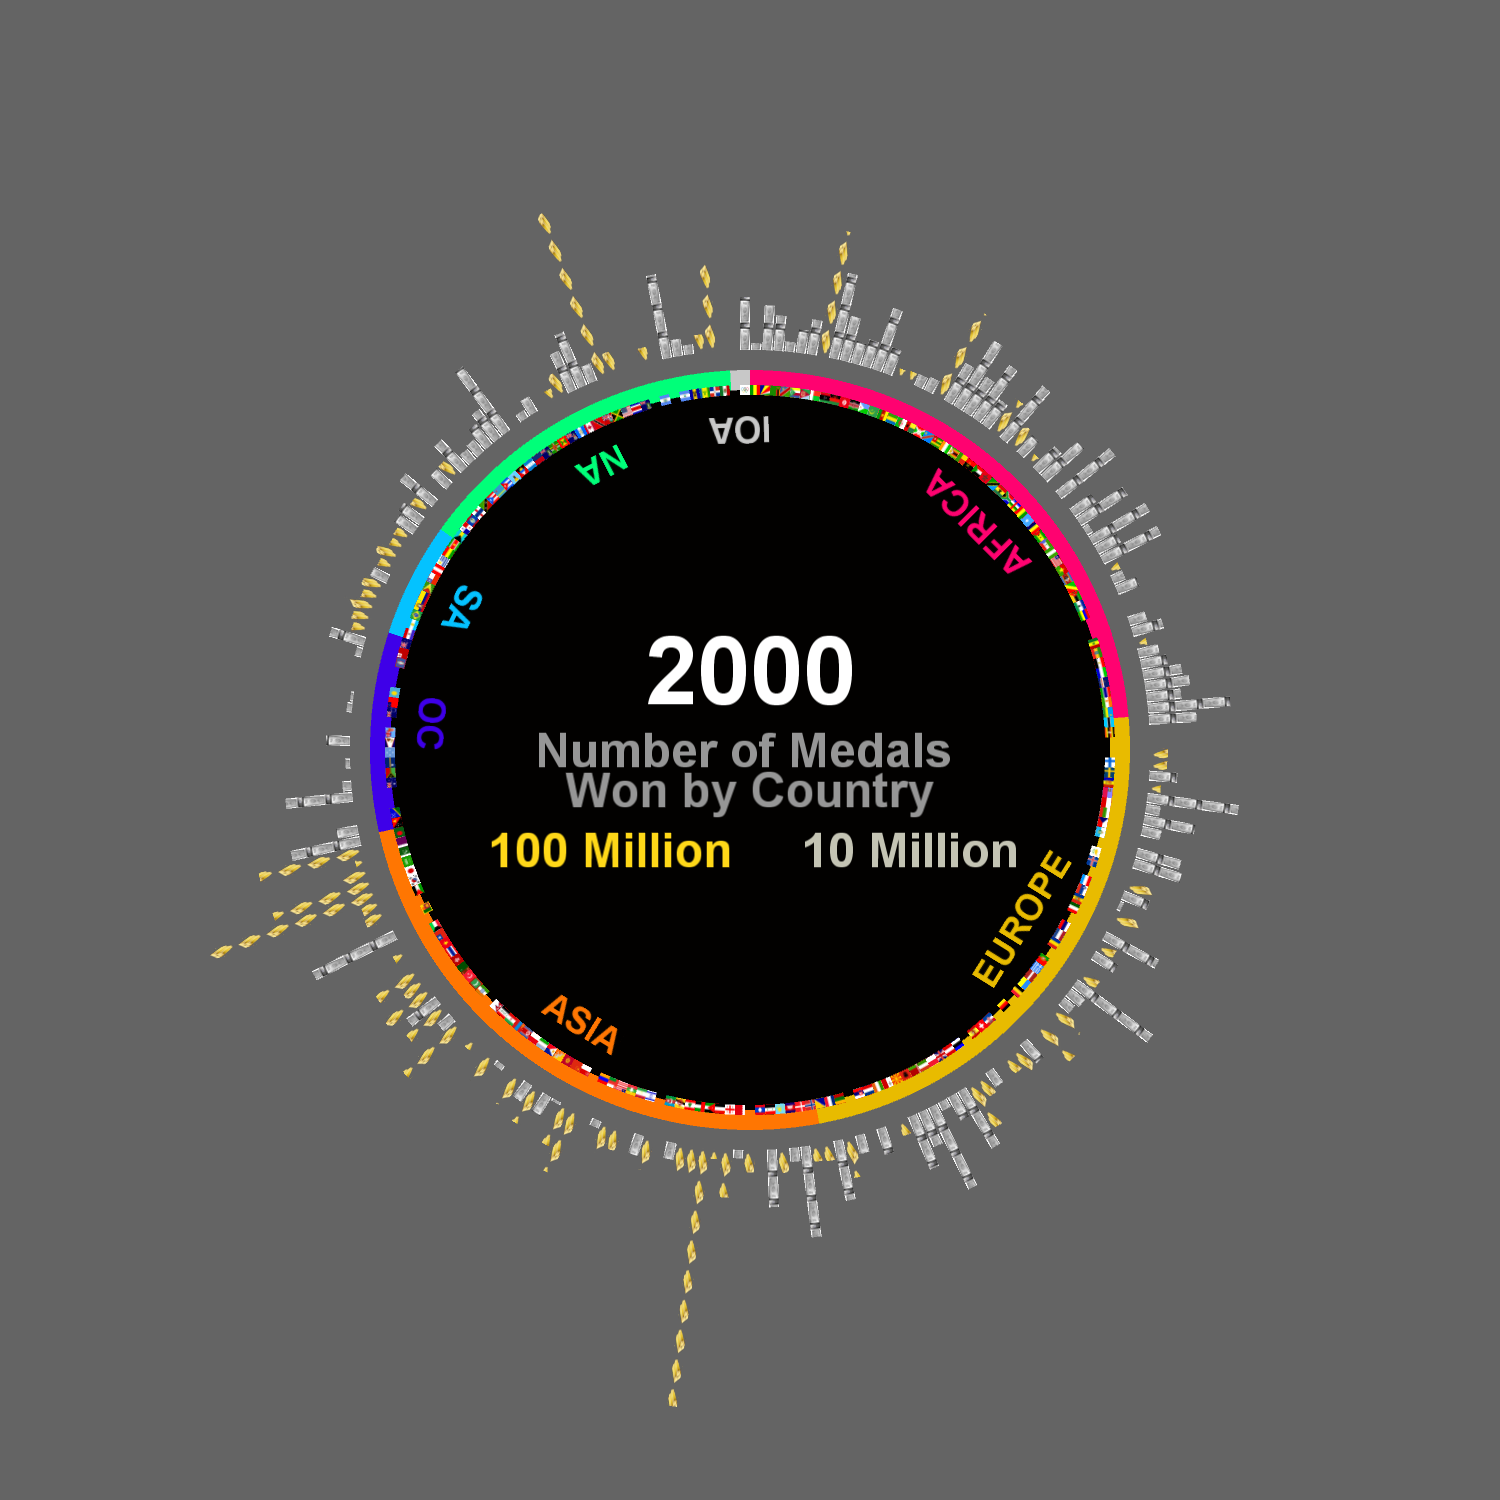 IOA
NA
AFRICA
SA
2000
OC
Number of Medals
Won by Country
100 Million 10 Million
EUROPE
ASIA